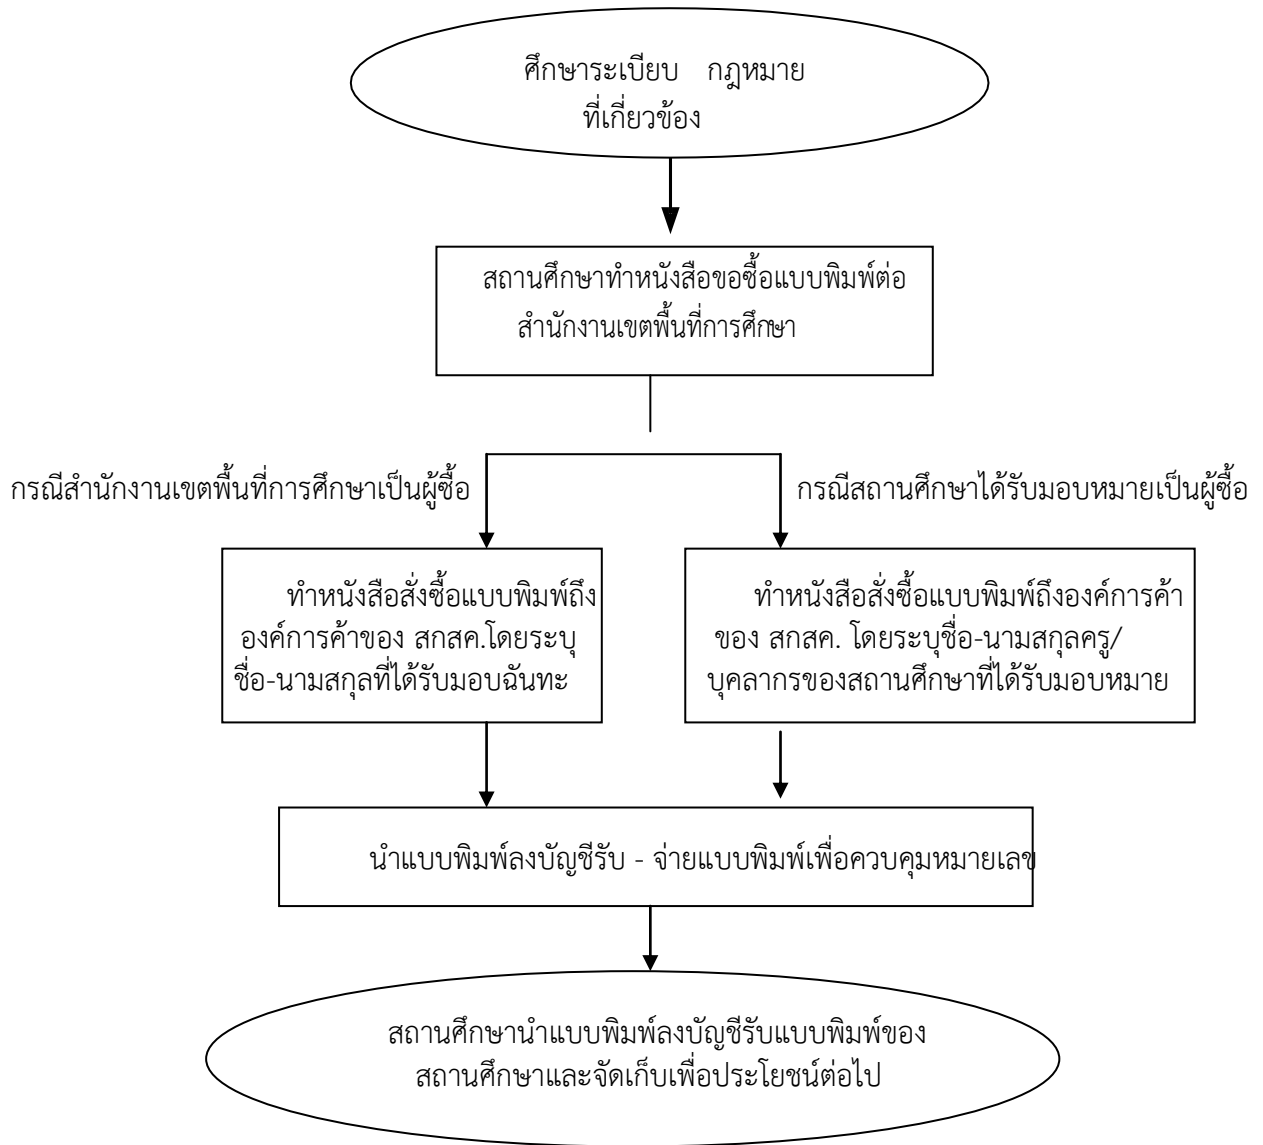 ศึกษาระเบียบ กฎหมาย
ที่เกี่ยวข้อง
สถานศึกษาทำหนังสือขอซื้อแบบพิมพ์ต่อ
สำนักงานเขตพื้นที่การศึกษา
กรณีสำนักงานเขตพื้นที่การศึกษาเป็นผู้ซื้อ
กรณีสถานศึกษาได้รับมอบหมายเป็นผู้ซื้อ
ทำหนังสือสั่งซื้อแบบพิมพ์ถึง
องค์การค้าของ สกสค.โดยระบุ
ชื่อ-นามสกุลที่ได้รับมอบฉันทะ
ทำหนังสือสั่งซื้อแบบพิมพ์ถึงองค์การค้า
ของ สกสค. โดยระบุชื่อ-นามสกุลครู/
บุคลากรของสถานศึกษาที่ได้รับมอบหมาย
นำแบบพิมพ์ลงบัญชีรับ - จ่ายแบบพิมพ์เพื่อควบคุมหมายเลข
สถานศึกษานำแบบพิมพ์ลงบัญชีรับแบบพิมพ์ของ
สถานศึกษาและจัดเก็บเพื่อประโยชน์ต่อไป